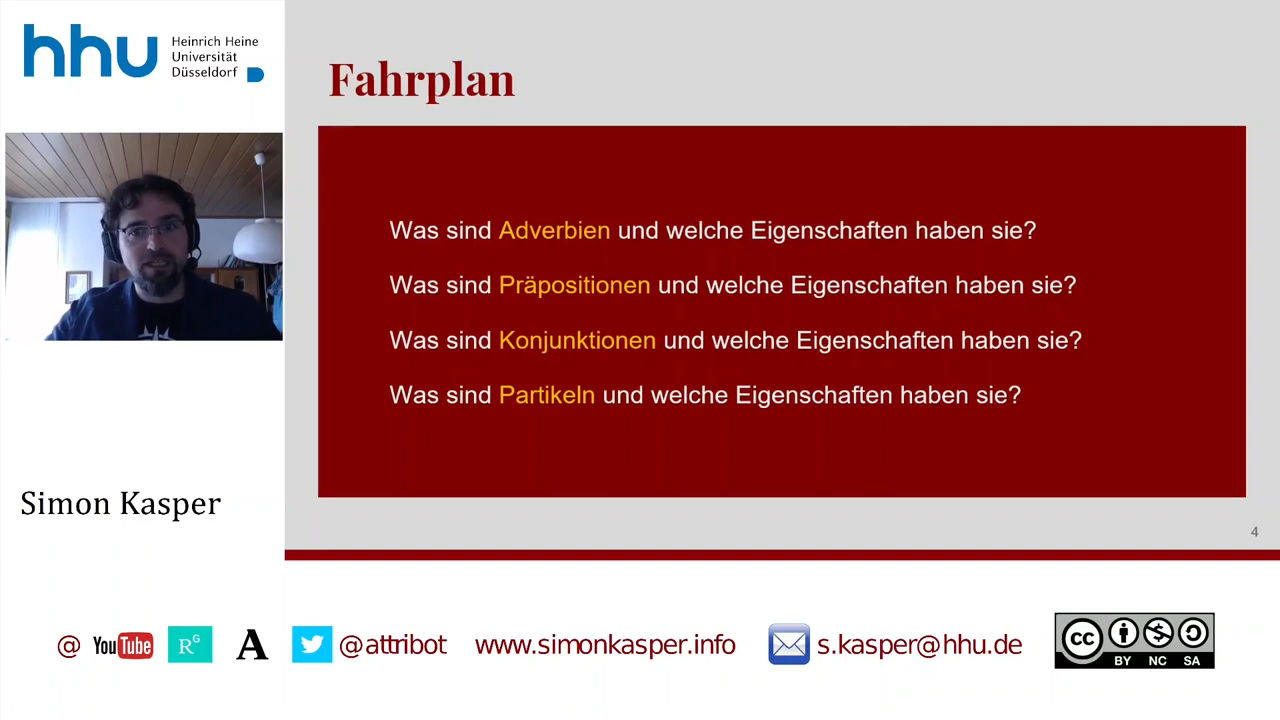 hhu Heinrich Heine
Universität
Düsseldorf
Fahrplan
Was sind Adverbien und welche Eigenschaften haben sie?
Was sind Präpositionen und welche Eigenschaften haben sie?
Was sind Konjunktionen und welche Eigenschaften haben sie?
Was sind Partikeln und welche Eigenschaften haben sie?
Simon Kasper
4
@ YouTube RG A @attribot www.simonkasper.info s.kasper@hhu.de cc
BY NC SA